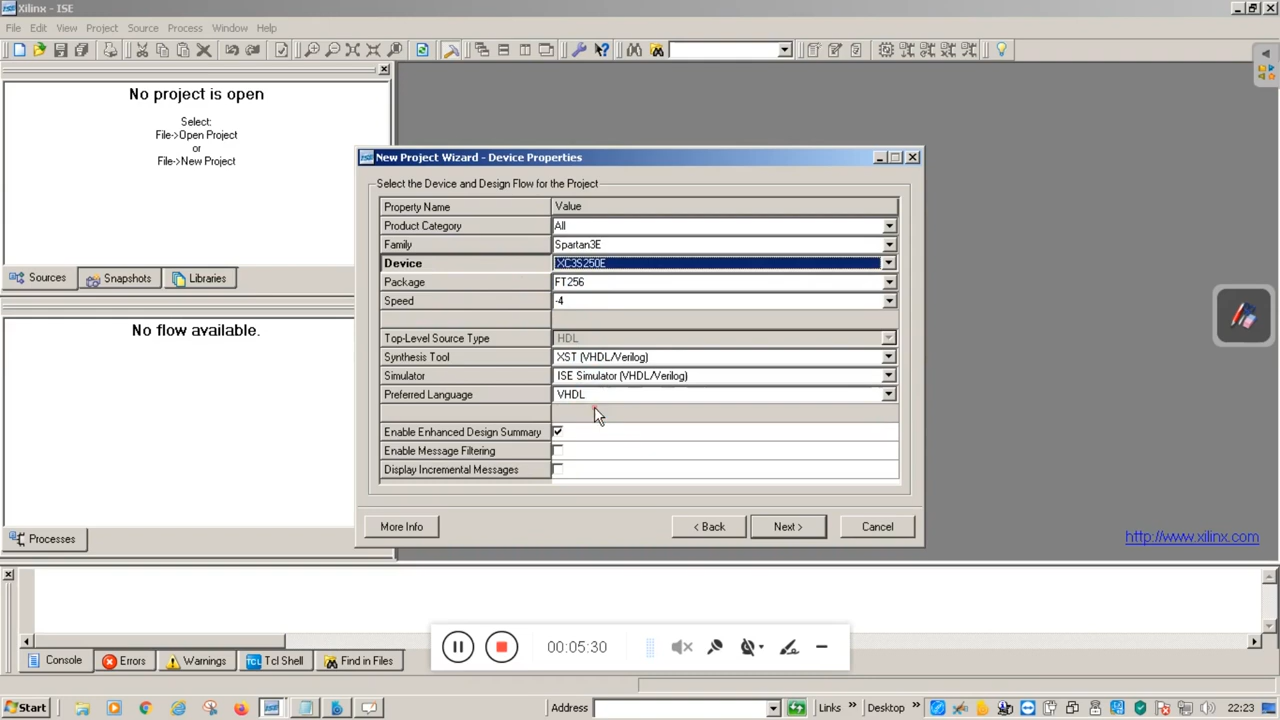 Xilinx - ISE
File Edit View Project Source Process Window Help
No project is open
Select:
File->Open Project
or
File->New Project
Sources Snapshots Libraries
No flow available.
Processes
New Project Wizard - Device Properties
Select the Device and Design Flow for the Project
Property Name Value
Product Category All
Family Spartan3E
Device XC3S250E
Package FT256
Speed -4
Top-Level Source Type HDL
Synthesis Tool XST (VHDL/Verilog)
Simulator ISE Simulator (VHDL/Verilog)
Preferred Language VHDL
Enable Enhanced Design Summary
Enable Message Filtering
Display Incremental Messages
More Info < Back Next > Cancel
http://www.xilinx.com
00:05:30
Console Errors Warnings TCL Tcl Shell Find in Files
Start Address Links » Desktop » 22:23